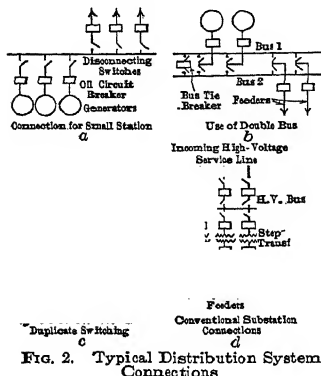 Disconnecting
Switches
Oil Circuit
Breaker
Generators
Connection for Small Station
a
Bus 1
Bus 2
Bus Tie
Breaker
Feeders
Use of Double Bus
b
Incoming High-Voltage
Service Line
H.V. Bus
Step-
Transf
Duplicate Switching
c
Feeders
Conventional Substation
Connections
d
FIG. 2. Typical Distribution System
Connections